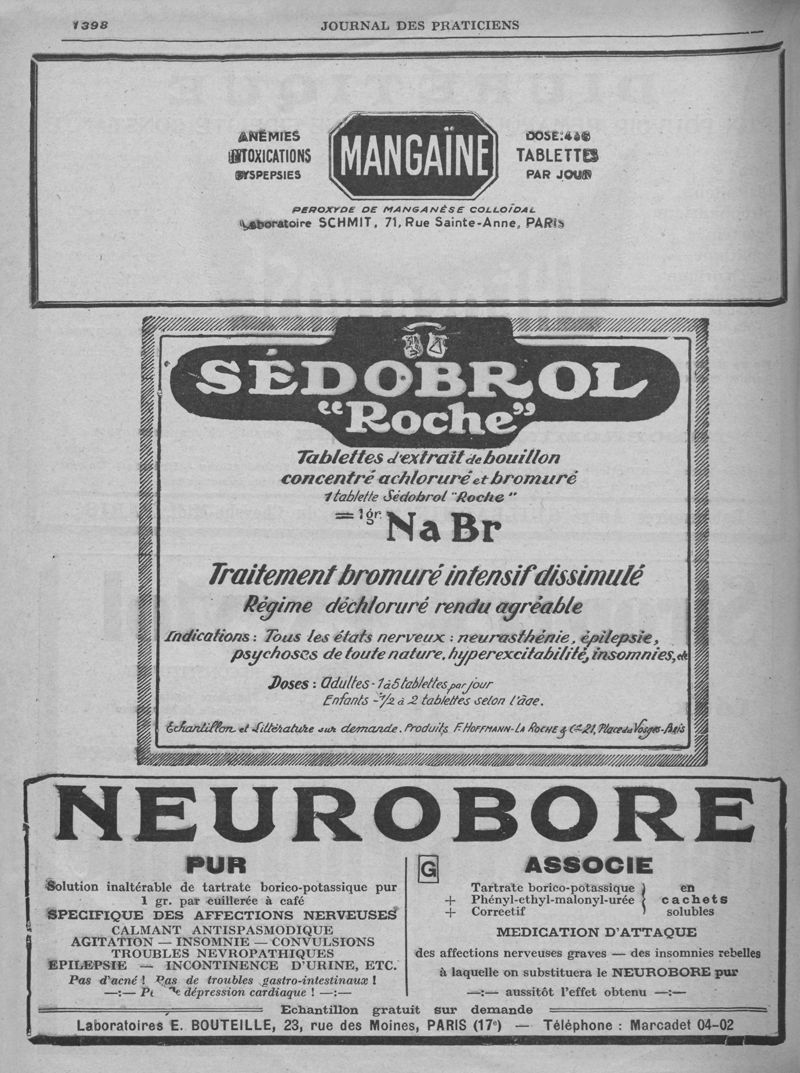 1398
JOURNAL DES PRATICIENS
ANÉMIES
INTOXICATIONS
DYSPEPSIES
MANGAÏNE
DOSE: 4 à 6
TABLETTES
PAR JOUR
PEROXYDE DE MANGANÈSE COLLOÏDAL
Laboratoire SCHMIT, 71, Rue Sainte-Anne, PARIS
SÉDOBROL
"Roche"
Tablettes d'extrait de bouillon
concentré achloruré et bromuré
1 tablette Sédobrol "Roche"
= 1gr. Na Br
Traitement bromuré intensif dissimulé
Régime déchloruré rendu agréable
Indications : Tous les états nerveux : neurasthénie, épilepsie,
psychoses de toute nature, hyperexcitabilité, insomnies, etc
Doses : Adultes - 1 à 5 tablettes par jour
Enfants - 1/2 à 2 tablettes selon l'âge.
Echantillon et Littérature sur demande. Produits F. HOFFMANN-LA ROCHE & Cie 21, Place des Vosges - Paris
NEUROBORE
PUR
Solution inaltérable de tartrate borico-potassique pur
1 gr. par cuillerée à café
SPECIFIQUE DES AFFECTIONS NERVEUSES
CALMANT ANTISPASMODIQUE
AGITATION — INSOMNIE — CONVULSIONS
TROUBLES NEVROPATHIQUES
EPILEPSIE — INCONTINENCE D'URINE, ETC.
Pas d'acné ! Pas de troubles gastro-intestinaux !
—:— de dépression cardiaque ! —:—
G
ASSOCIE
Tartrate borico-potassique } en
+ Phényl-ethyl-malonyl-urée } cachets
+ Correctif } solubles
MEDICATION D'ATTAQUE
des affections nerveuses graves — des insomnies rebelles
à laquelle on substituera le NEUROBORE pur
—:— aussitôt l'effet obtenu —:—
Echantillon gratuit sur demande
Laboratoires E. BOUTEILLE, 23, rue des Moines, PARIS (17e) — Téléphone : Marcadet 04-02